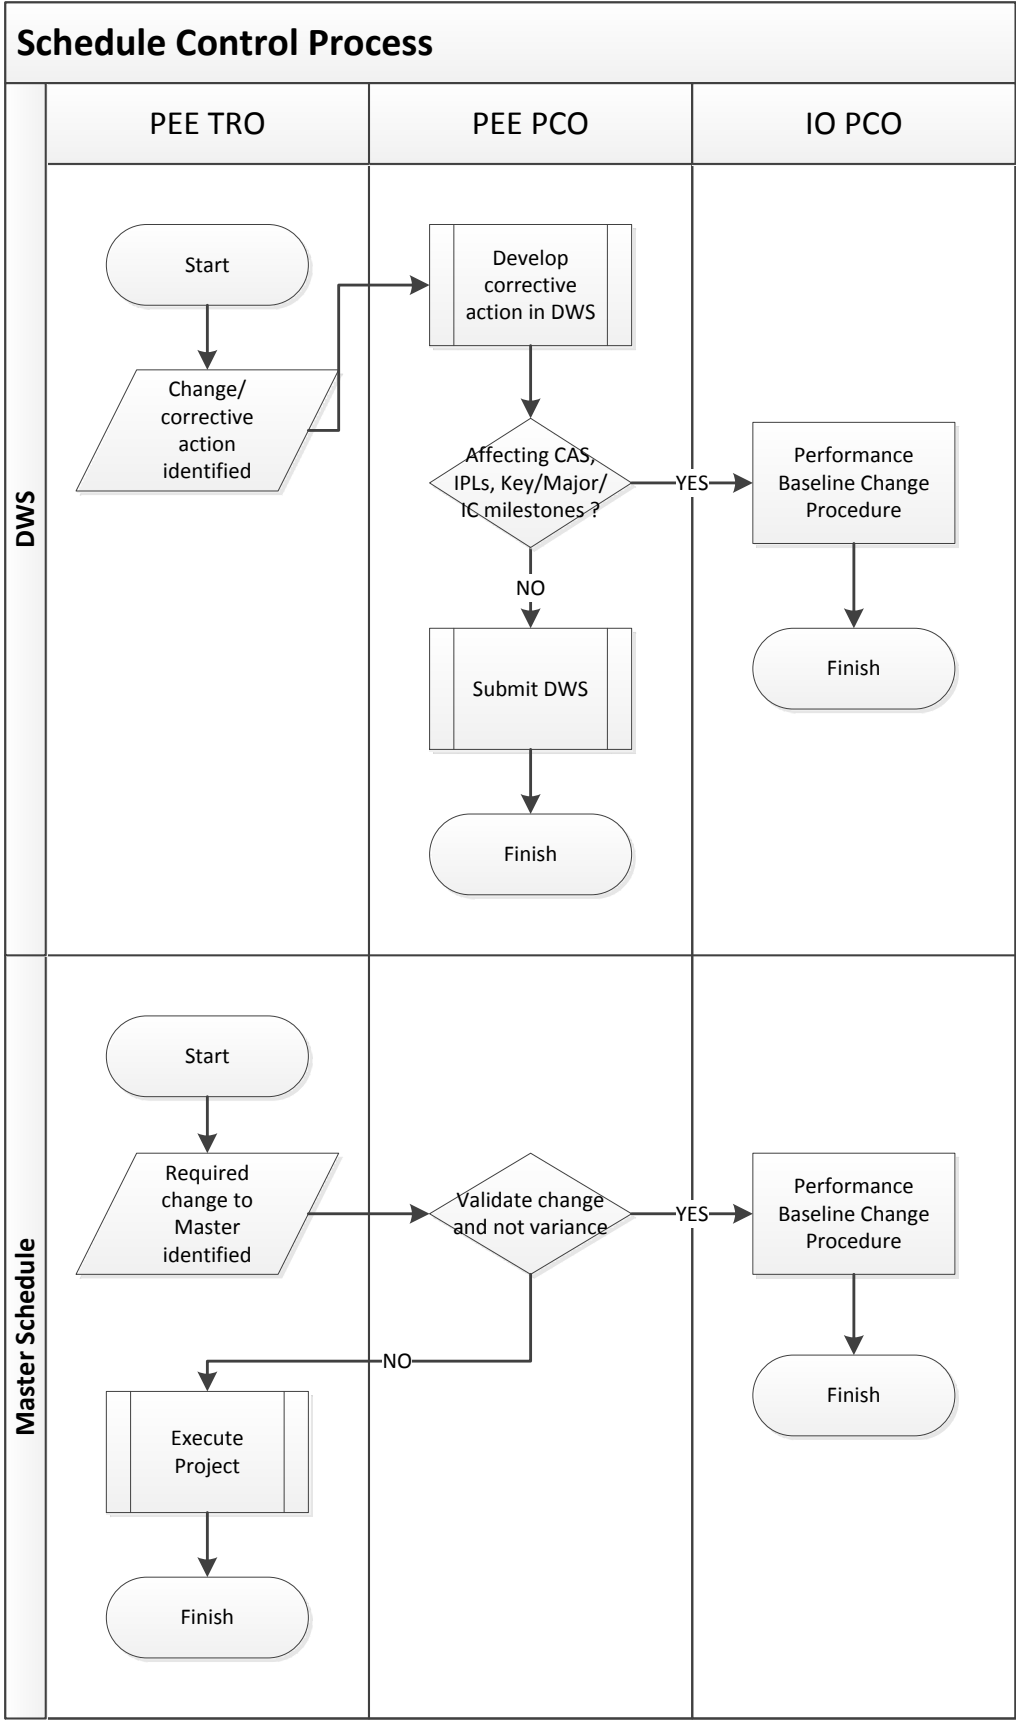 Schedule Control Process
PEE TRO
PEE PCO
IO PCO
DWS
Start
Change/
corrective
action
identified
Develop
corrective
action in DWS
Affecting CAS,
IPLs, Key/Major/
IC milestones ?
YES
Performance
Baseline Change
Procedure
NO
Submit DWS
Finish
Finish
Master Schedule
Start
Required
change to
Master
identified
Validate change
and not variance
YES
Performance
Baseline Change
Procedure
NO
Execute
Project
Finish
Finish